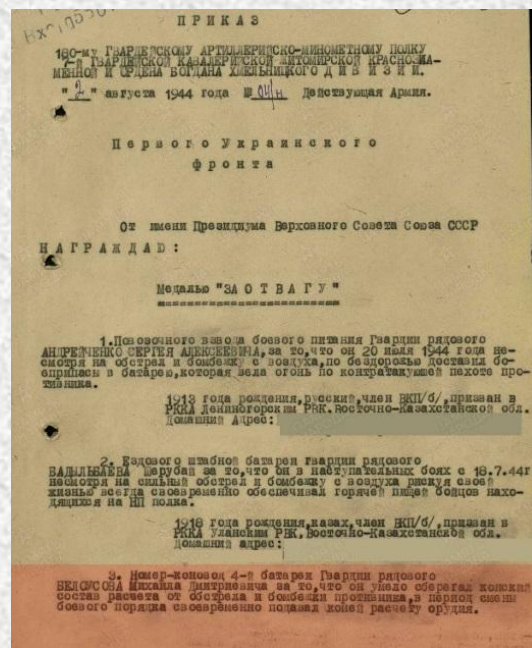 ПРИКАЗ
180-му ГВАРДЕЙСКОМУ АРТИЛЛЕРИЙСКО-МИНОМЕТНОМУ ПОЛКУ
7-й ГВАРДЕЙСКОЙ КАВАЛЕРИЙСКОЙ ЖИТОМИРСКОЙ КРАСНОЗНА-
МЕННОЙ И ОРДЕНА БОГДАНА ХМЕЛЬНИЦКОГО ДИВИЗИИ.
"2" августа 1944 года № 04/н Действующая Армия.
Первого Украинского
фронта
От имени Президиума Верховного Совета Союза ССР
НАГРАЖДАЮ:
Медалью "ЗА ОТВАГУ"
1.Повозочного взвода боевого питания Гвардии рядового
АНДРЕЙЧЕНКО СЕРГЕЯ АЛЕКСЕЕВИЧА, за то, что он 20 июля 1944 года не-
смотря на обстрел и бомбежку с воздуха, по бездорожью доставил бо-
еприпасы в батарею, которая вела огонь по контратакующей пехоте про-
тивника.
1913 года рождения, русский, член ВКП/б/, призван в
РККА Лениногорским РВК. Восточно-Казахстанской обл.
Домашний Адрес:
2. Ездового штабной батареи гвардии рядового
Шерубай за то, что он в наступательных боях с 18.7.44г
несмотря на сильный обстрел и бомбежку с воздуха рискуя своей
жизнью всегда своевременно обеспечивал горячей пищей бойцов нахо-
дящихся на НП полка.
1918 года рождения, казах, член ВКП/б/, призван в
РККА Уланским РВК, Восточно-Казахстанской обл.
Домашний адрес:
3. Номер-коновод 4-й батареи Гвардии рядового
БЕЛОУСОВА Михаила Дмитриевича за то, что он умело сберегал конский
состав расчета от обстрела и бомбежки противника, в период смены
боевого порядка своевременно подавал коней расчету орудия.